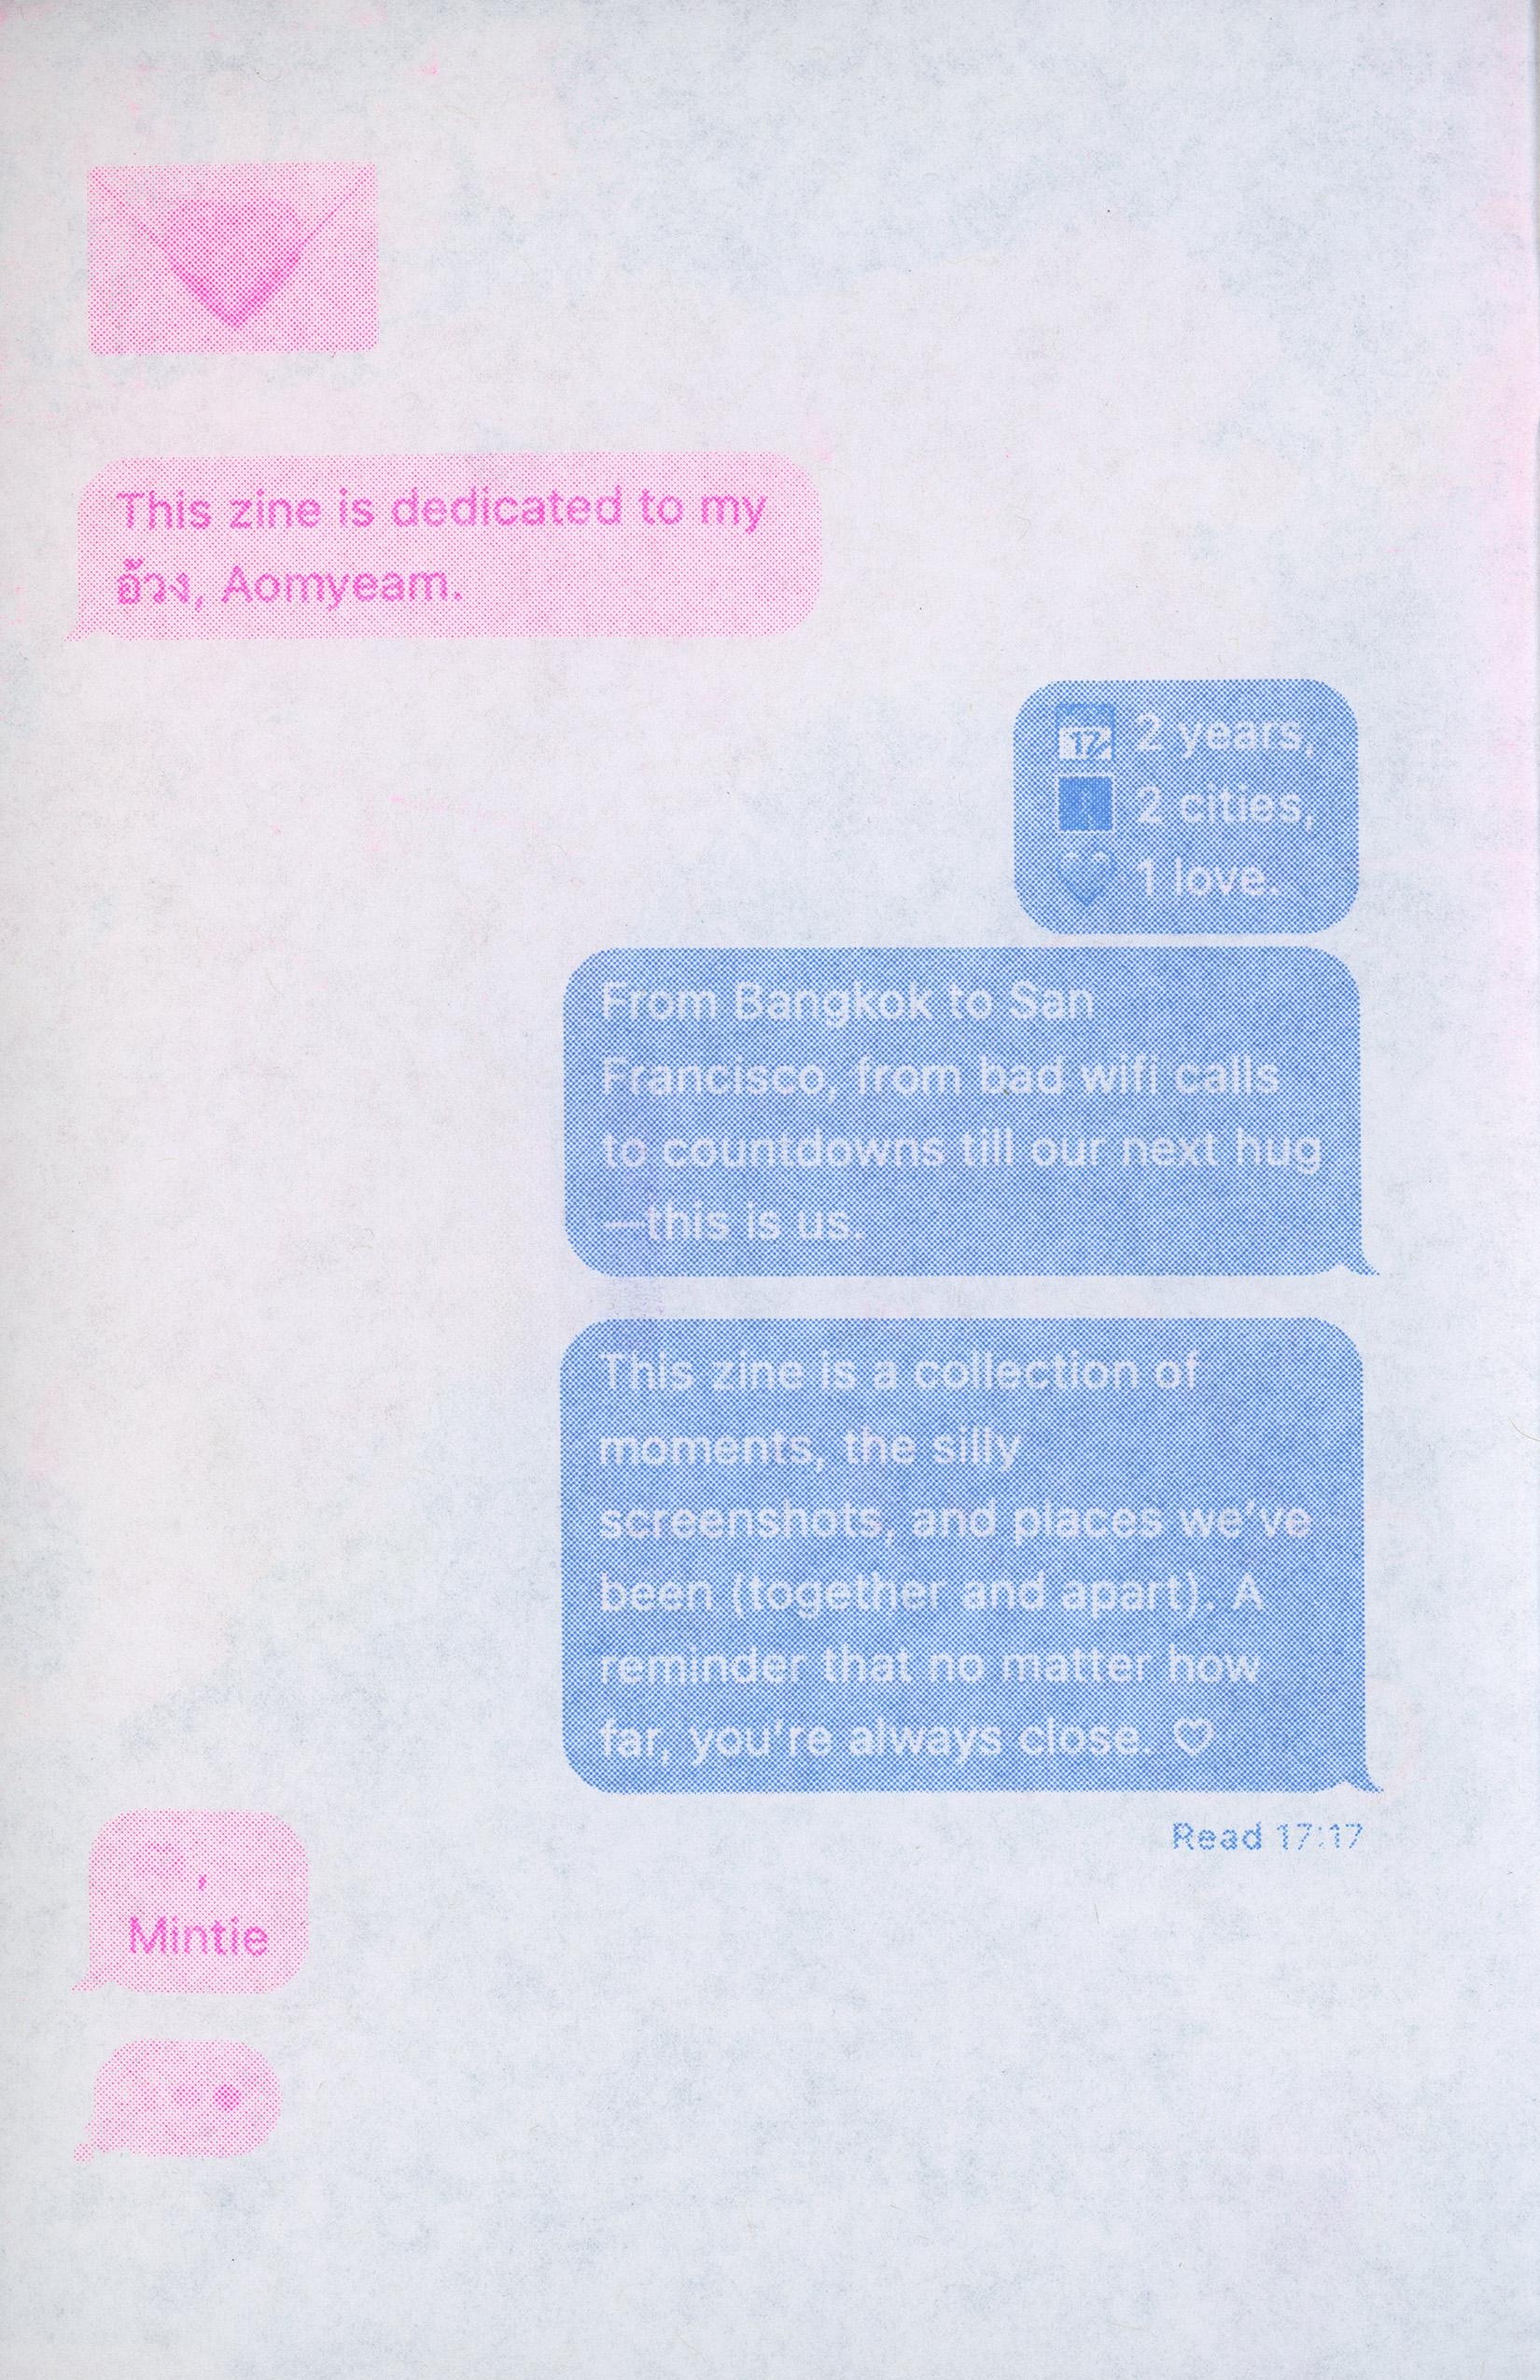 This zine is dedicated to my
อ้วง, Aomyeam.
17 2 years,
2 cities,
1 love.
From Bangkok to San
Francisco, from bad wifi calls
to countdowns till our next hug
—this is us.
This zine is a collection of
moments, the silly
screenshots, and places we've
been (together and apart). A
reminder that no matter how
far, you're always close. ♡
Read 17:17
,
Mintie